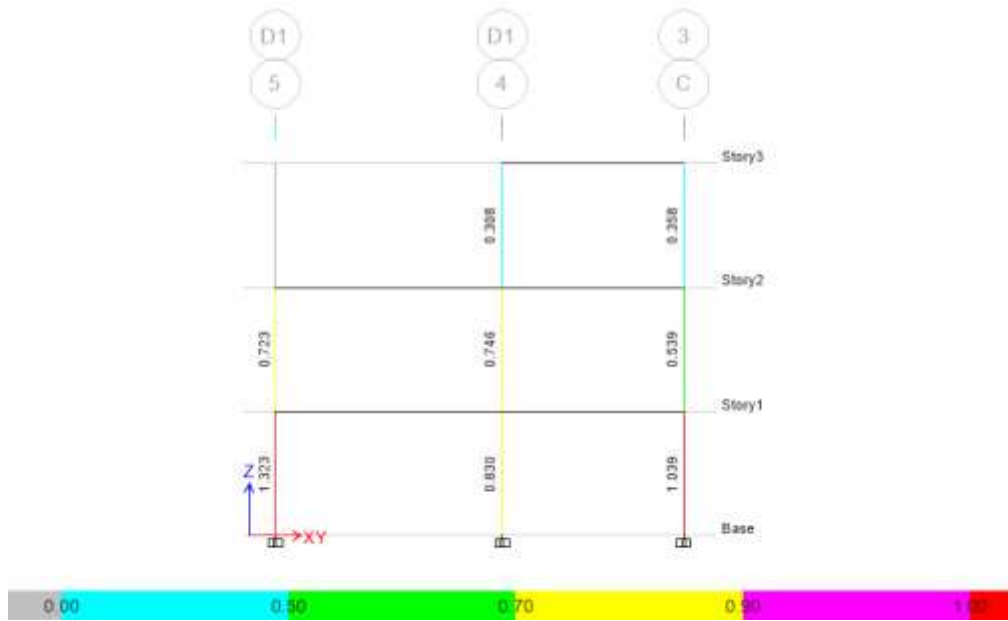 D1 D1 3
5 4 C
Story3
0.308 0.358
Story2
0.723 0.746 0.539
Story1
1.323 0.830 1.039
Z
Base
XY
0.00 0.50 0.70 0.90 1.00